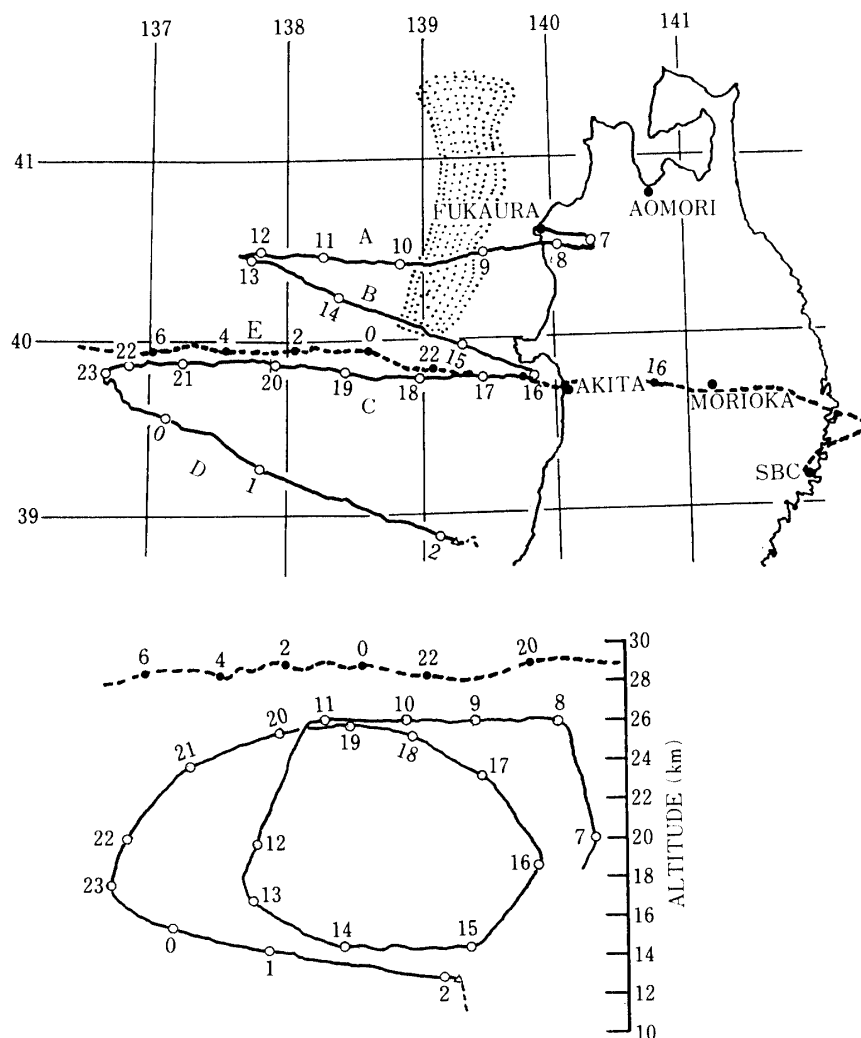 137 138 139 140 141
41
FUKAURA
AOMORI
12 11 A 10 9 8 7
13
14 B
40
6 4 E 2 0 22 15
23 22 21 20 19 18 17 16
C
AKITA
16
MORIOKA
0
D
1
SBC
39
2
30
6 4 2 0 22 20
28
11 10 9 8
26
20 19 18
24
21 17
22
22 12 7 20
16
18
23 13
16
0 14 15
14
1
2
12
10
ALTITUDE (km)